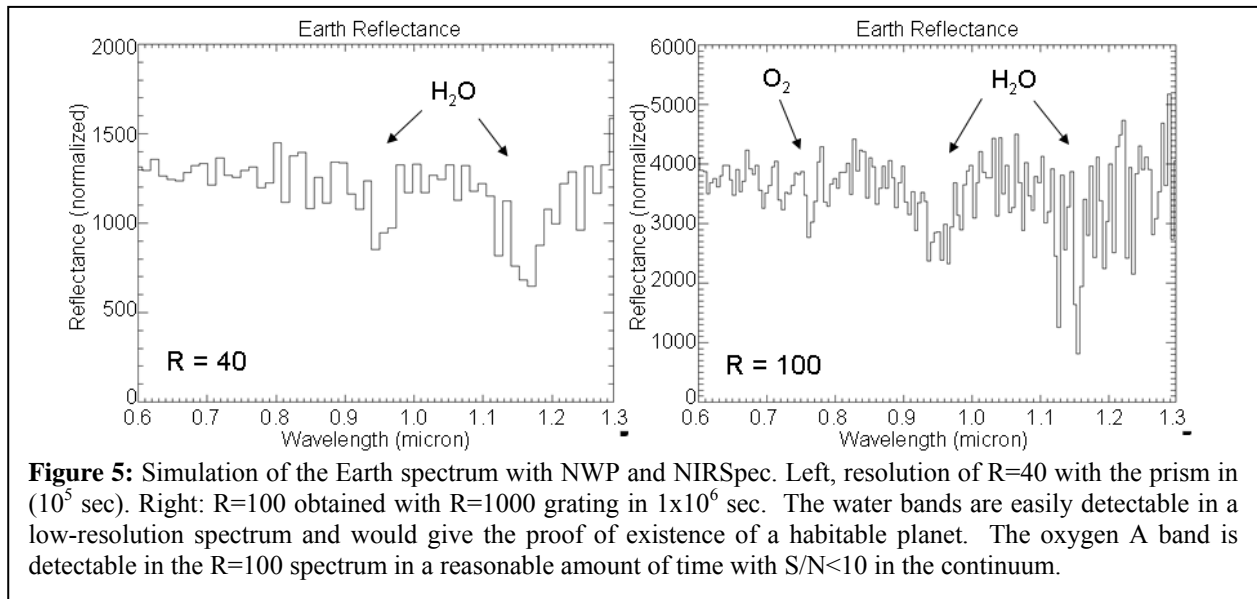 Earth Reflectance
2000
1500
1000
500
0
Reflectance (normalized)
H₂O
R = 40
0.6 0.7 0.8 0.9 1.0 1.1 1.2 1.3
Wavelength (micron)
Earth Reflectance
6000
5000
4000
3000
2000
1000
0
Reflectance (normalized)
O₂
H₂O
R = 100
0.6 0.7 0.8 0.9 1.0 1.1 1.2 1.3
Wavelength (micron)
Figure 5: Simulation of the Earth spectrum with NWP and NIRSpec. Left, resolution of R=40 with the prism in
(10⁵ sec). Right: R=100 obtained with R=1000 grating in 1x10⁶ sec. The water bands are easily detectable in a
low-resolution spectrum and would give the proof of existence of a habitable planet. The oxygen A band is
detectable in the R=100 spectrum in a reasonable amount of time with S/N<10 in the continuum.